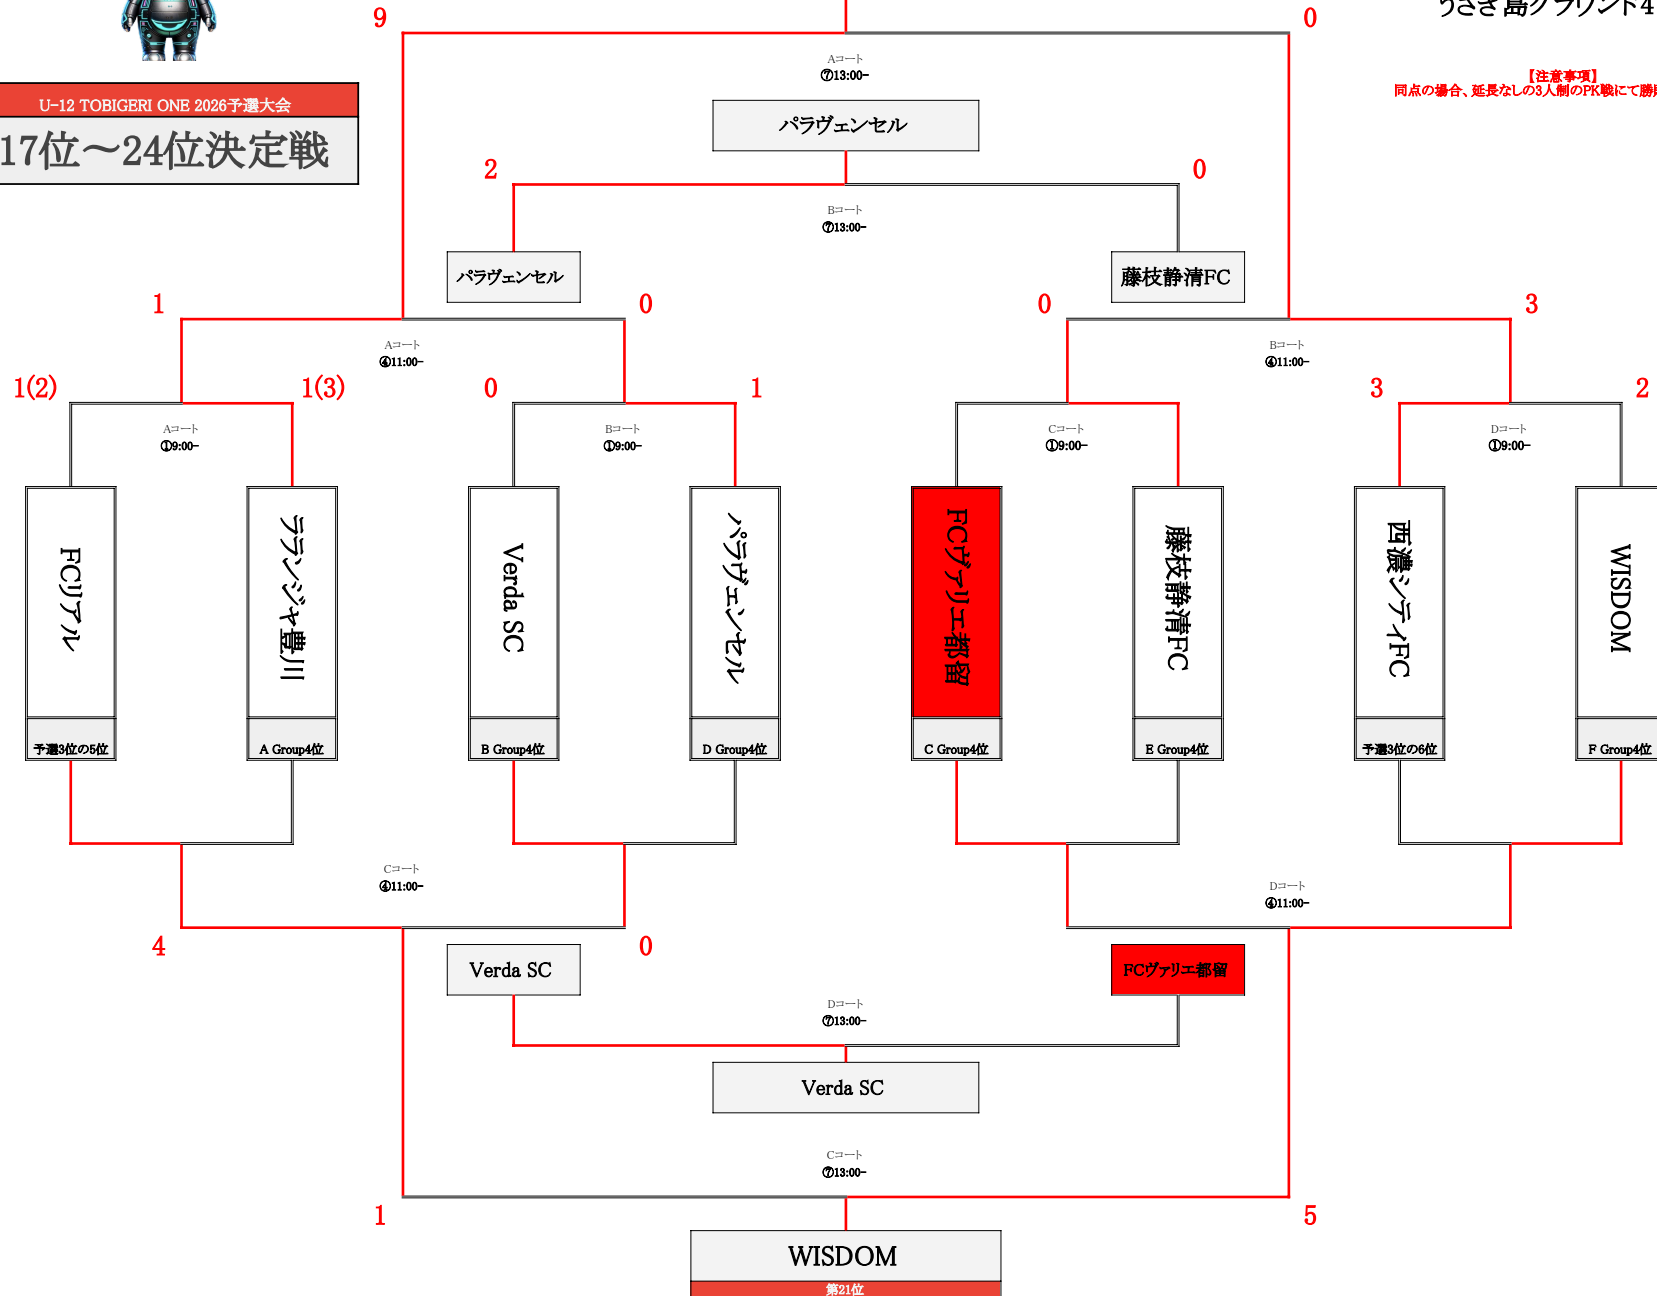 9
0
うさぎ島グラウンド4
Aコート
⑦13:00-
【注意事項】
同点の場合、延長なしの3人制のPK戦にて勝
U-12 TOBIGERI ONE 2026予選大会
17位〜24位決定戦
パラヴェンセル
2
0
Bコート
⑦13:00-
パラヴェンセル
藤枝静清FC
1
0
0
3
Aコート
④11:00-
Bコート
④11:00-
1(2)
1(3)
0
1
3
2
Aコート
①9:00-
Bコート
①9:00-
Cコート
①9:00-
Dコート
①9:00-
FCリアル
ラランジャ豊川
Verda SC
パラヴェンセル
FCヴァリエ都留
藤枝静清FC
西濃シティFC
WISDOM
予選3位の5位
A Group4位
B Group4位
D Group4位
C Group4位
E Group4位
予選3位の6位
F Group4位
Cコート
④11:00-
Dコート
④11:00-
4
0
Verda SC
FCヴァリエ都留
Dコート
⑦13:00-
Verda SC
Cコート
⑦13:00-
1
5
WISDOM
第21位